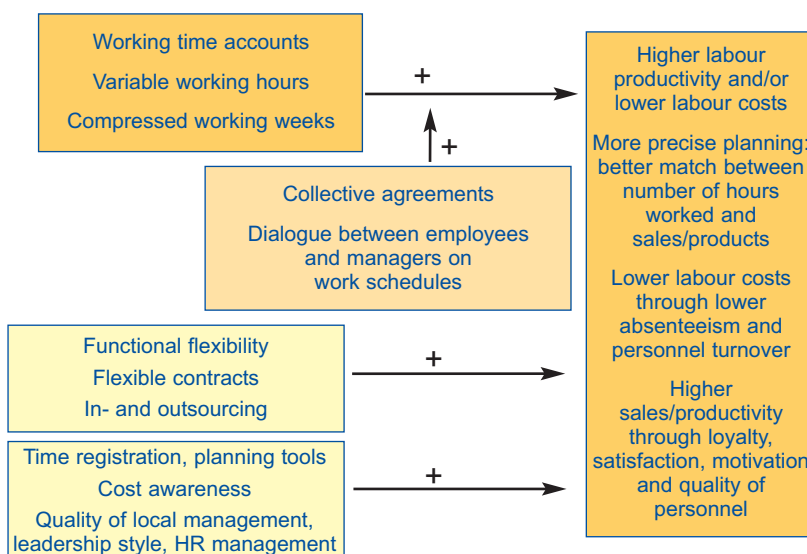 Working time accounts
Variable working hours
Compressed working weeks
+
+
Collective agreements
Dialogue between employees
and managers on
work schedules
Functional flexibility
Flexible contracts
In- and outsourcing
+
Time registration, planning tools
Cost awareness
Quality of local management,
leadership style, HR management
+
Higher labour
productivity and/or
lower labour costs
More precise planning:
better match between
number of hours
worked and
sales/products
Lower labour costs
through lower
absenteeism and
personnel turnover
Higher
sales/productivity
through loyalty,
satisfaction, motivation
and quality of
personnel